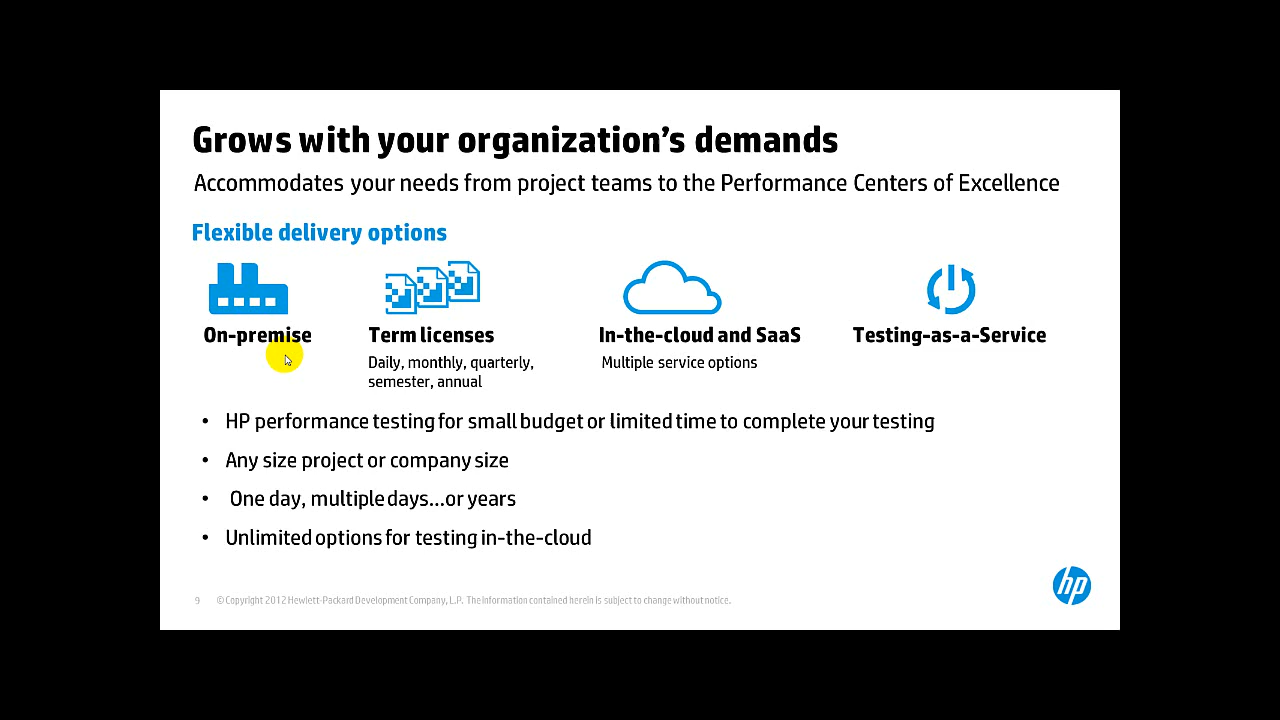 Grows with your organization's demands
Accommodates your needs from project teams to the Performance Centers of Excellence
Flexible delivery options
On-premise
Term licenses
Daily, monthly, quarterly,
semester, annual
In-the-cloud and SaaS
Multiple service options
Testing-as-a-Service
• HP performance testing for small budget or limited time to complete your testing
• Any size project or company size
• One day, multiple days...or years
• Unlimited options for testing in-the-cloud
9 © Copyright 2012 Hewlett-Packard Development Company, L.P. The information contained herein is subject to change without notice.
hp